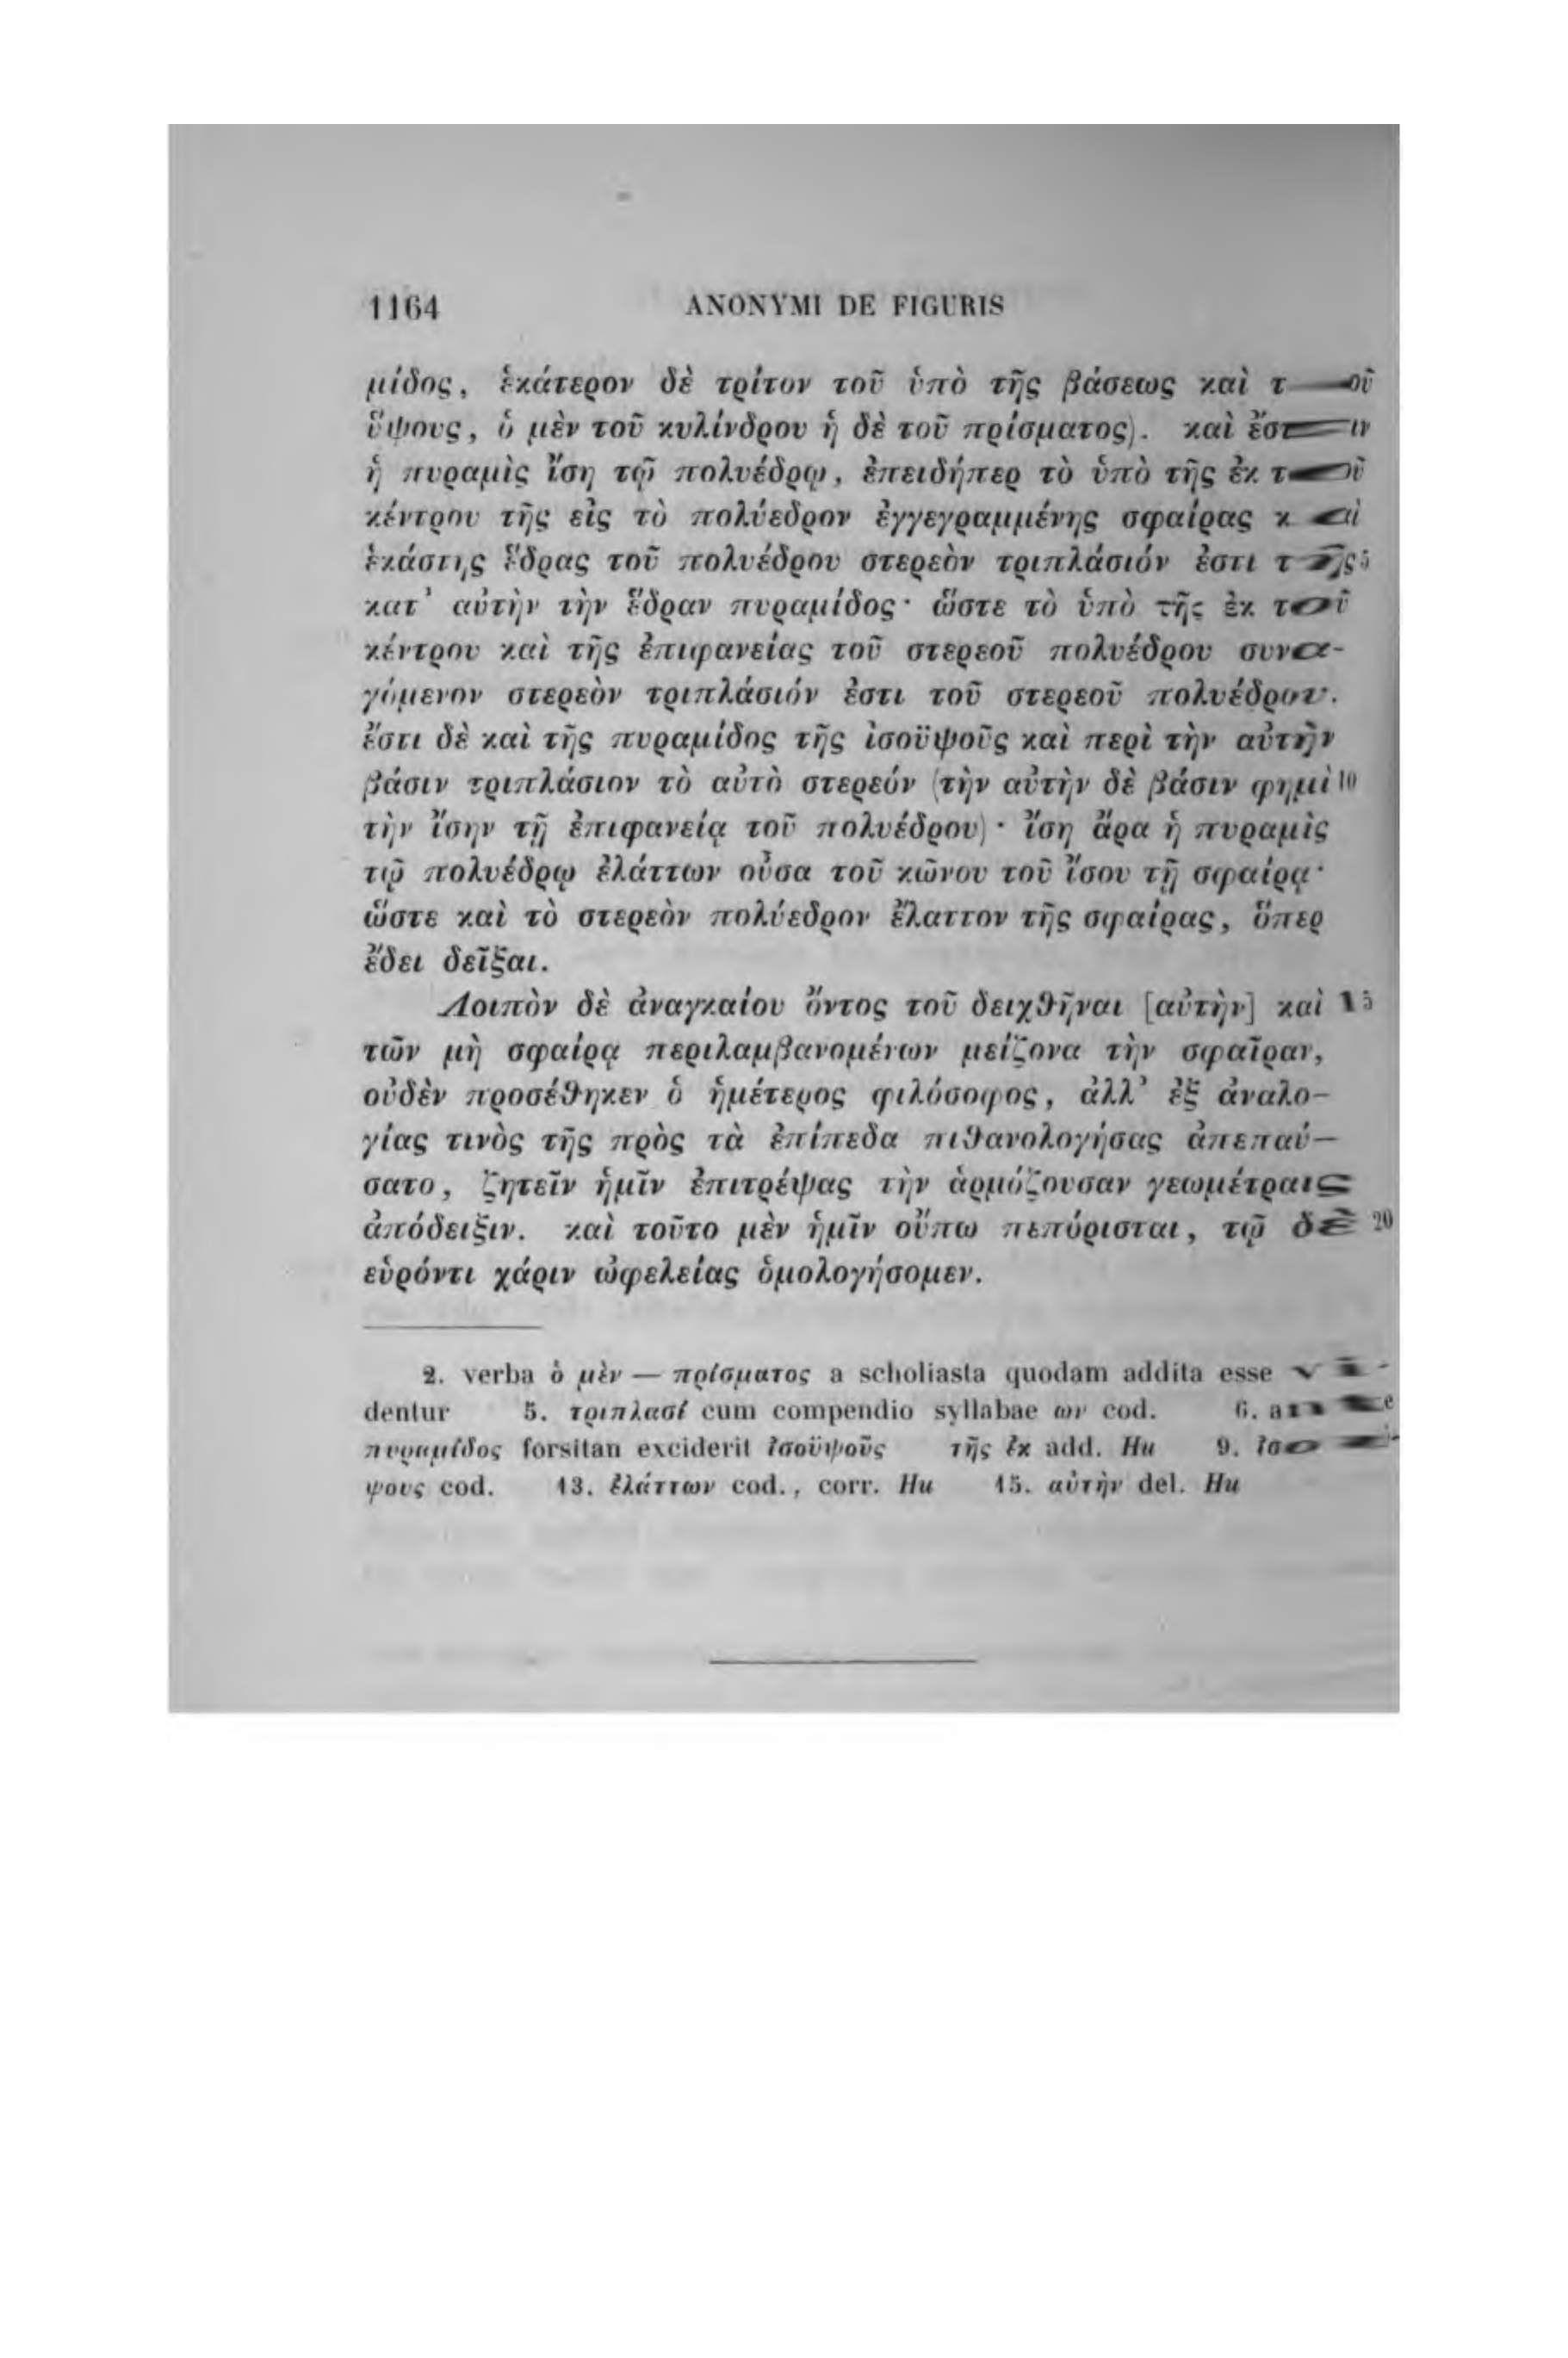 1164 ANONYMI DE FIGURIS
μίδος, ἑκάτερον δὲ τρίτον τοῦ ὑπὸ τῆς βάσεως καὶ τοῦ
ὕψους, ὁ μὲν τοῦ κυλίνδρου ἡ δὲ τοῦ πρίσματος). καὶ ἔστιν
ἡ πυραμὶς ἴση τῷ πολυέδρῳ, ἐπειδήπερ τὸ ὑπὸ τῆς ἐκ τοῦ
κέντρου τῆς εἰς τὸ πολύεδρον ἐγγεγραμμένης σφαίρας καὶ
ἑκάστης ἕδρας τοῦ πολυέδρου στερεὸν τριπλάσιόν ἐστι τῆς 5
κατ᾽ αὐτὴν τὴν ἕδραν πυραμίδος· ὥστε τὸ ὑπὸ τῆς ἐκ τοῦ
κέντρου καὶ τῆς ἐπιφανείας τοῦ στερεοῦ πολυέδρου συνα-
γόμενον στερεὸν τριπλάσιόν ἐστι τοῦ στερεοῦ πολυέδρου.
ἔστι δὲ καὶ τῆς πυραμίδος τῆς ἰσοϋψοῦς καὶ περὶ τὴν αὐτὴν
βάσιν τριπλάσιον τὸ αὐτὸ στερεόν (τὴν αὐτὴν δὲ βάσιν φημὶ 10
τὴν ἴσην τῇ ἐπιφανείᾳ τοῦ πολυέδρου)· ἴση ἄρα ἡ πυραμὶς
τῷ πολυέδρῳ ἐλάττων οὖσα τοῦ κώνου τοῦ ἴσου τῇ σφαίρᾳ·
ὥστε καὶ τὸ στερεὸν πολύεδρον ἔλαττον τῆς σφαίρας, ὅπερ
ἔδει δεῖξαι.
Λοιπὸν δὲ ἀναγκαίου ὄντος τοῦ δειχθῆναι [αὐτὴν] καὶ 15
τῶν μὴ σφαίρᾳ περιλαμβανομένων μείζονα τὴν σφαῖραν,
οὐδὲν προσέθηκεν ὁ ἡμέτερος φιλόσοφος, ἀλλ᾽ ἐξ ἀναλο-
γίας τινὸς τῆς πρὸς τὰ ἐπίπεδα πιθανολογήσας ἀπεπαύ-
σατο, ζητεῖν ἡμῖν ἐπιτρέψας τὴν ἁρμόζουσαν γεωμέτραις
ἀπόδειξιν. καὶ τοῦτο μὲν ἡμῖν οὔπω πεπόρισται, τῷ δὲ 20
εὑρόντι χάριν ὠφελείας ὁμολογήσομεν.
2. verba ὁ μὲν — πρίσματος a scholiasta quodam addita esse vi-
dentur 5. τριπλασί cum compendio syllabae ων cod. 6. ante
πυραμίδος forsitan exciderit ἰσοϋψοῦς τῆς ἐκ add. Hu 9. ἰσοϋ-
ψους cod. 13. ἐλάττων cod., corr. Hu 15. αὐτὴν del. Hu